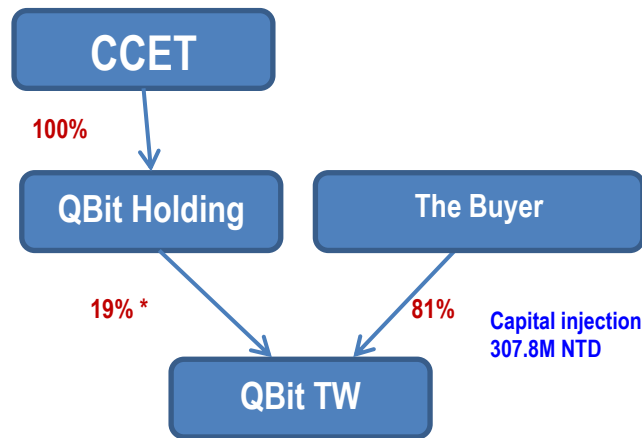 CCET
100%
QBit Holding
The Buyer
19% *
81%
Capital injection
307.8M NTD
QBit TW